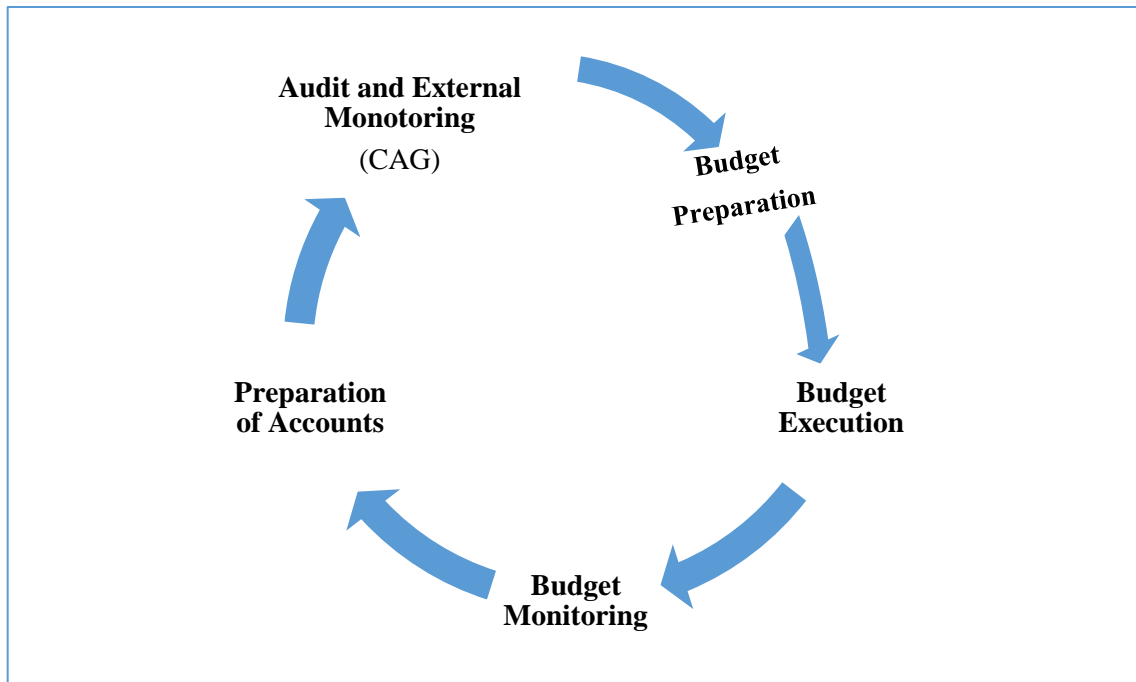 Audit and External
Monotoring
(CAG)
Budget
Preparation
Budget
Execution
Budget
Monitoring
Preparation
of Accounts